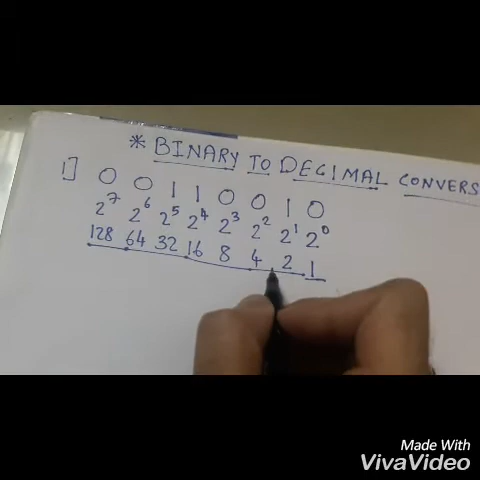 * BINARY TO DECIMAL CONVERS
1] 0 0 1 1 0 0 1 0
2⁷ 2⁶ 2⁵ 2⁴ 2³ 2² 2¹ 2⁰
128 64 32 16 8 4 2 1
Made With
VivaVideo